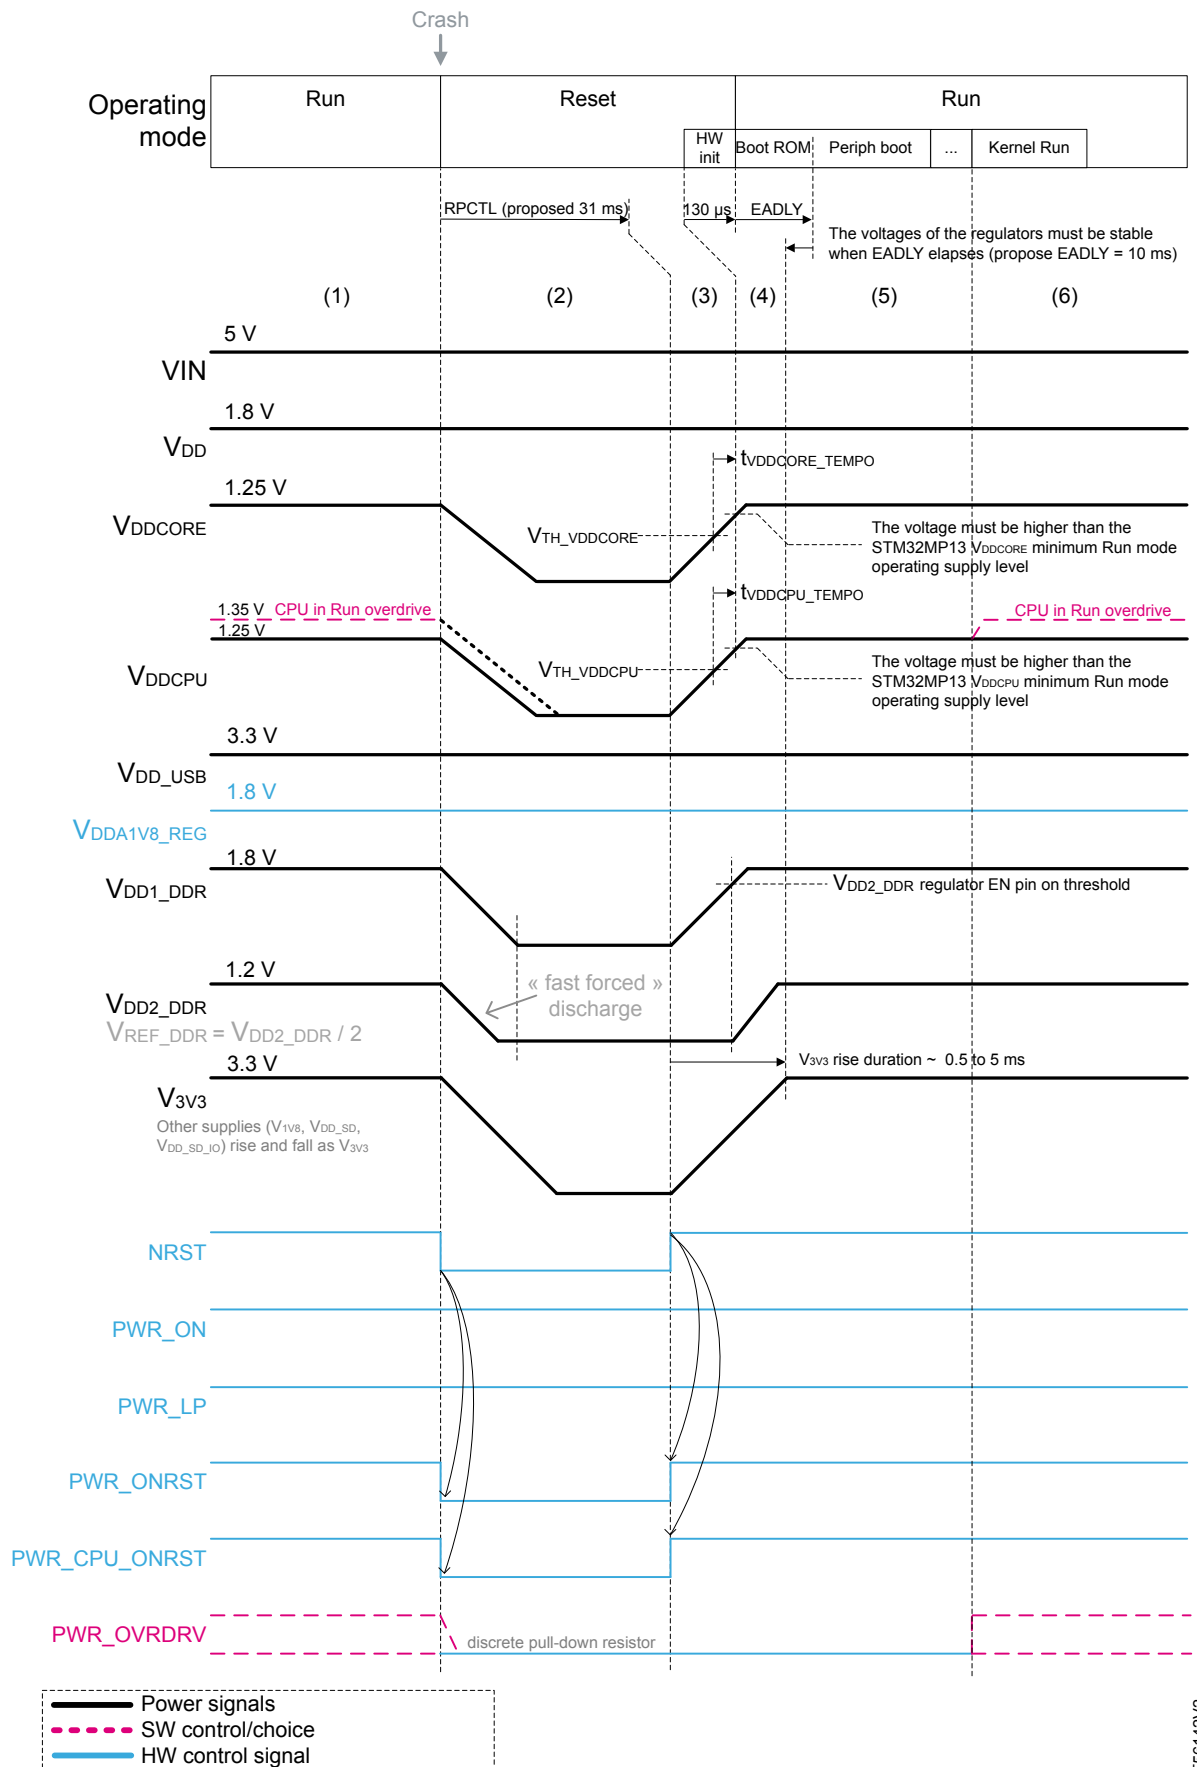 Crash
Operating mode
Run
Reset
Run
HW init
Boot ROM
Periph boot
...
Kernel Run
RPCTL (proposed 31 ms)
130 µs
EADLY
The voltages of the regulators must be stable
when EADLY elapses (propose EADLY = 10 ms)
(1)
(2)
(3)
(4)
(5)
(6)
5 V
VIN
1.8 V
VDD
tVDDCORE_TEMPO
1.25 V
VDDCORE
VTH_VDDCORE
The voltage must be higher than the
STM32MP13 VDDCORE minimum Run mode
operating supply level
tVDDCPU_TEMPO
1.35 V
CPU in Run overdrive
CPU in Run overdrive
1.25 V
VDDCPU
VTH_VDDCPU
The voltage must be higher than the
STM32MP13 VDDCPU minimum Run mode
operating supply level
3.3 V
VDD_USB
1.8 V
VDDA1V8_REG
1.8 V
VDD1_DDR
VDD2_DDR regulator EN pin on threshold
1.2 V
« fast forced »
discharge
VDD2_DDR
VREF_DDR = VDD2_DDR / 2
3.3 V
V3V3 rise duration ~ 0.5 to 5 ms
V3V3
Other supplies (V1V8, VDD_SD,
VDD_SD_IO) rise and fall as V3V3
NRST
PWR_ON
PWR_LP
PWR_ONRST
PWR_CPU_ONRST
PWR_OVRDRV
discrete pull-down resistor
Power signals
SW control/choice
HW control signal